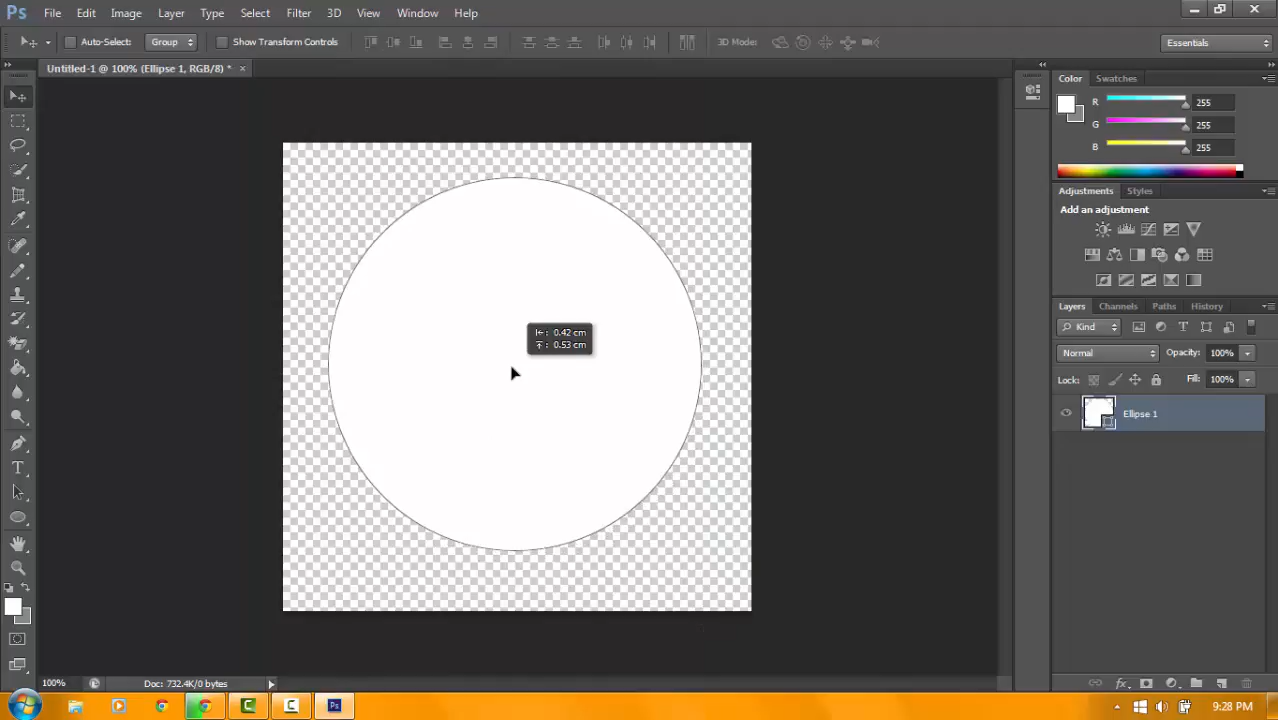 Ps File Edit Image Layer Type Select Filter 3D View Window Help
Auto-Select: Group Show Transform Controls 3D Mode: Essentials
Untitled-1 @ 100% (Ellipse 1, RGB/8) * ×
Color Swatches
R 255
G 255
B 255
Adjustments Styles
Add an adjustment
Layers Channels Paths History
Kind T
Normal Opacity: 100%
Lock: Fill: 100%
Ellipse 1
0.42 cm
0.53 cm
T
fx
100% Doc: 732.4K/0 bytes
Ps 9:28 PM